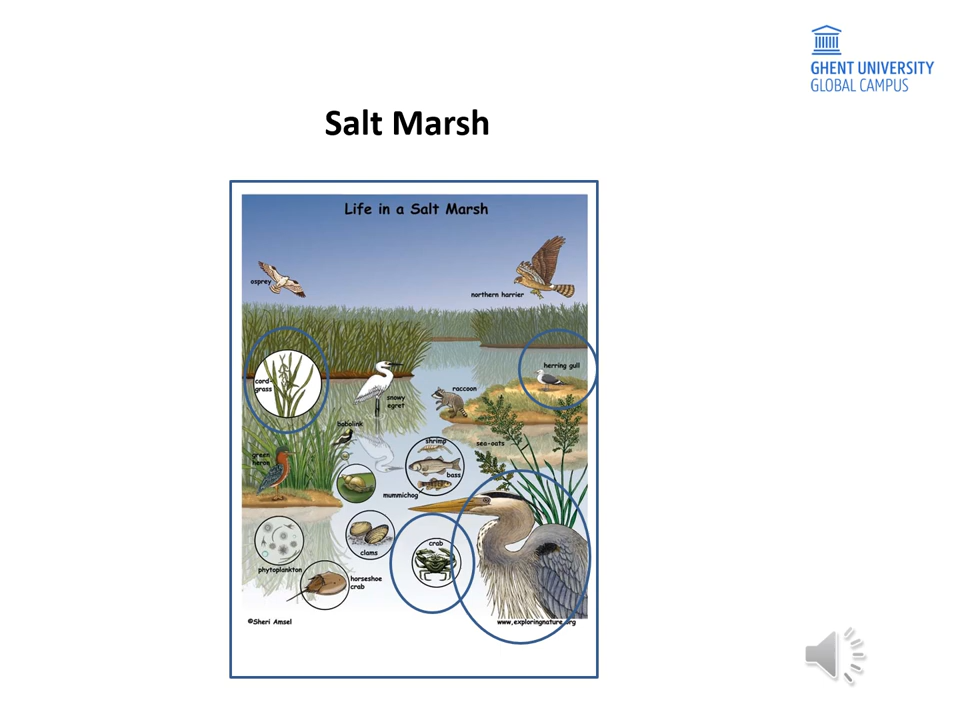 GHENT UNIVERSITY
GLOBAL CAMPUS
Salt Marsh
Life in a Salt Marsh
osprey
northern harrier
herring gull
cord-
grass
raccoon
snowy
egret
bobolink
shrimp
sea-oats
green
heron
bass
mummichog
crab
clams
phytoplankton
horseshoe
crab
©Sheri Amsel
www.exploringnature.org